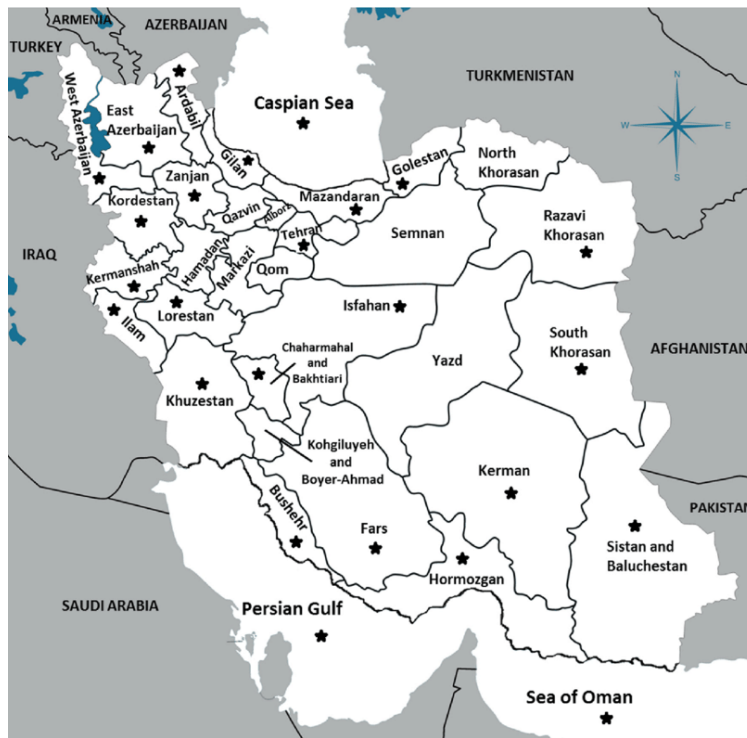 ARMENIA
AZERBAIJAN
TURKEY
TURKMENISTAN
N
W
E
S
West Azerbaijan
East
Azerbaijan
Ardabil
Caspian Sea
Gilan
Golestan
North
Khorasan
Zanjan
Kordestan
Mazandaran
Qazvin
Alborz
Tehran
Semnan
Razavi
Khorasan
IRAQ
Hamadan
Markazi
Qom
Kermanshah
Ilam
Lorestan
Isfahan
Chaharmahal
and
Bakhtiari
Yazd
South
Khorasan
AFGHANISTAN
Khuzestan
Kohgiluyeh
and
Boyer-Ahmad
Kerman
Bushehr
Fars
PAKISTAN
Sistan and
Baluchestan
Hormozgan
SAUDI ARABIA
Persian Gulf
Sea of Oman